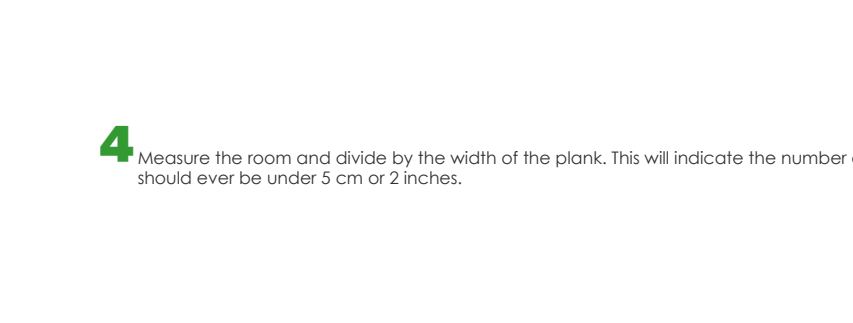 4
Measure the room and divide by the width of the plank. This will indicate the number
should ever be under 5 cm or 2 inches.